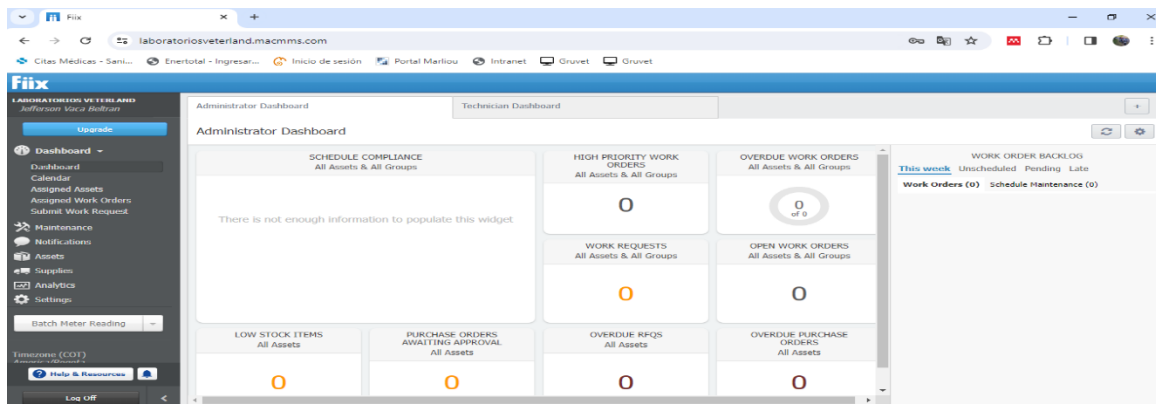 Fiix
laboratoriosveterland.macmms.com
Citas Médicas - Sani... Enertotal - Ingresar... Inicio de sesión Portal Marliou Intranet Gruvet Gruvet
Fiix
LABORATORIOS VETERLAND
Jefferson Vaca Beltran
Upgrade
Dashboard
Dashboard
Calendar
Assigned Assets
Assigned Work Orders
Submit Work Request
Maintenance
Notifications
Assets
Supplies
Analytics
Settings
Batch Meter Reading
Timezone (COT)
Help & Resources
Log Off
Administrator Dashboard Technician Dashboard
Administrator Dashboard
SCHEDULE COMPLIANCE
All Assets & All Groups
There is not enough information to populate this widget
HIGH PRIORITY WORK
ORDERS
All Assets & All Groups
0
OVERDUE WORK ORDERS
All Assets & All Groups
0
of 0
WORK REQUESTS
All Assets & All Groups
0
OPEN WORK ORDERS
All Assets & All Groups
0
LOW STOCK ITEMS
All Assets
0
PURCHASE ORDERS
AWAITING APPROVAL
All Assets
0
OVERDUE RFQS
All Assets
0
OVERDUE PURCHASE
ORDERS
All Assets
0
WORK ORDER BACKLOG
This week Unscheduled Pending Late
Work Orders (0) Schedule Maintenance (0)